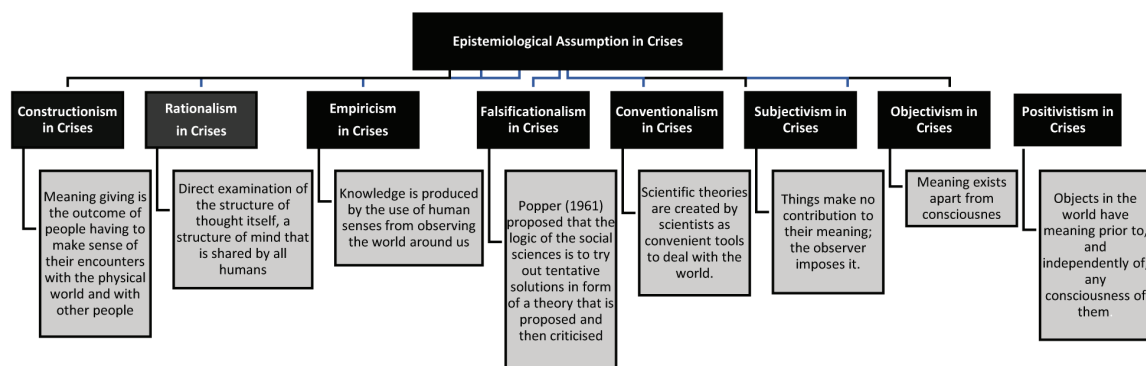 Epistemiological Assumption in Crises
Constructionism
in Crises
Rationalism
in Crises
Empiricism
in Crises
Falsificationalism
in Crises
Conventionalism
in Crises
Subjectivism in
Crises
Objectivism in
Crises
Positivistism in
Crises
Meaning giving is
the outcome of
people having to
make sense of
their encounters
with the physical
world and with
other people
Direct examination of
the structure of
thought itself, a
structure of mind that
is shared by all
humans
Knowledge is produced
by the use of human
senses from observing
the world around us
Popper (1961)
proposed that the
logic of the social
sciences is to try
out tentative
solutions in form
of a theory that is
proposed and
then criticised
Scientific theories
are created by
scientists as
convenient tools
to deal with the
world.
Things make no
contribution to
their meaning;
the observer
imposes it.
Meaning exists
apart from
consciousnes
Objects in the
world have
meaning prior to,
and
independently of,
any
consciousness of
them.